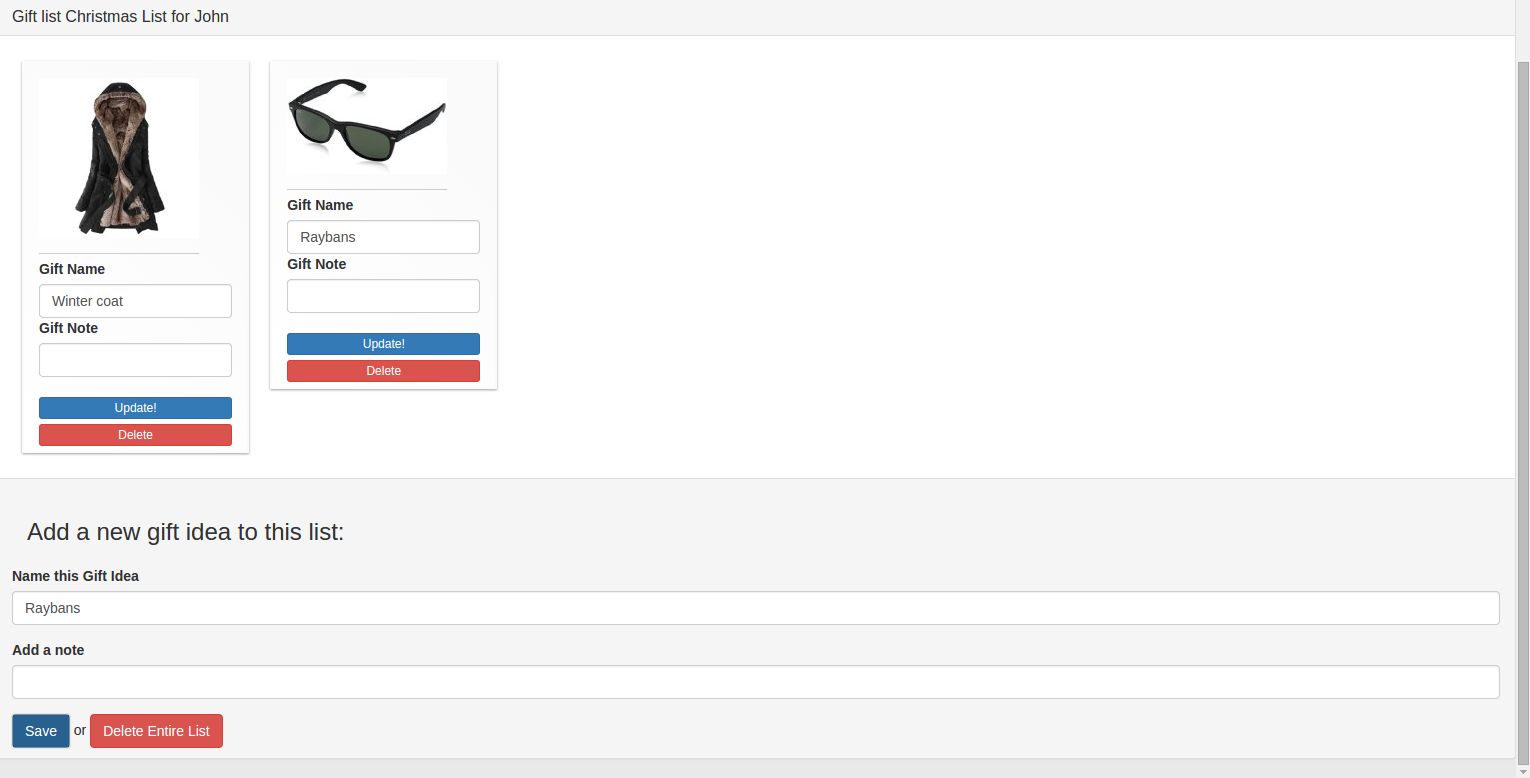 Gift list Christmas List for John
Gift Name
Winter coat
Gift Note
Update!
Delete
Gift Name
Raybans
Gift Note
Update!
Delete
Add a new gift idea to this list:
Name this Gift Idea
Raybans
Add a note
Save or Delete Entire List